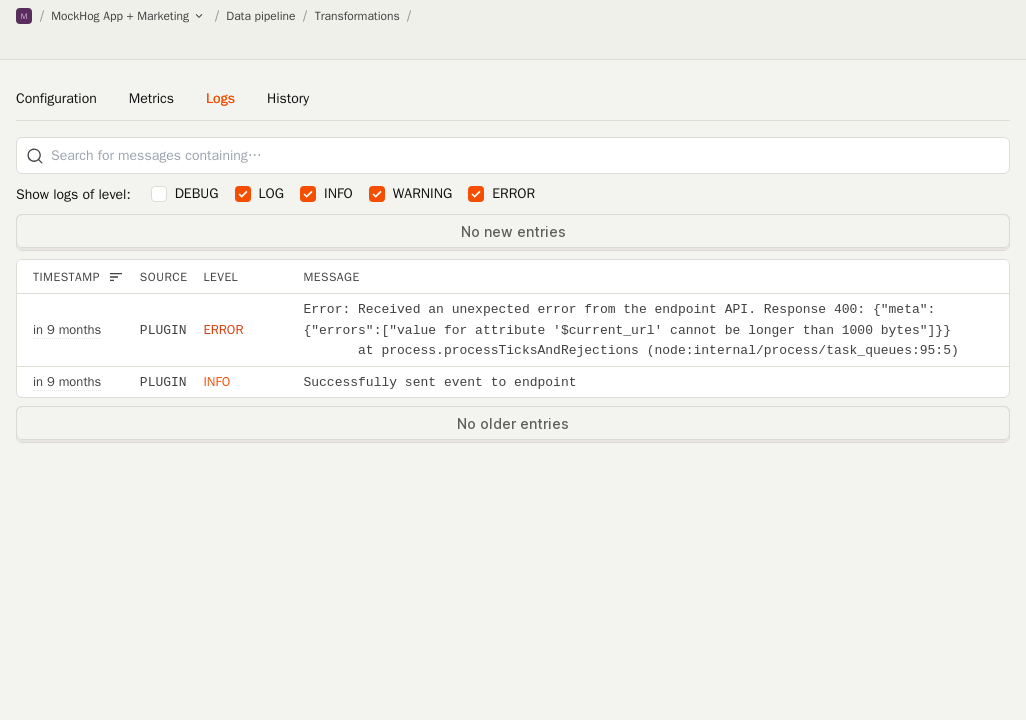 M / MockHog App + Marketing / Data pipeline / Transformations /
Configuration Metrics Logs History
Search for messages containing…
Show logs of level: DEBUG LOG INFO WARNING ERROR
No new entries
TIMESTAMP SOURCE LEVEL MESSAGE
Error: Received an unexpected error from the endpoint API. Response 400: {"meta":
in 9 months PLUGIN ERROR {"errors":["value for attribute '$current_url' cannot be longer than 1000 bytes"]}}
at process.processTicksAndRejections (node:internal/process/task_queues:95:5)
in 9 months PLUGIN INFO Successfully sent event to endpoint
No older entries